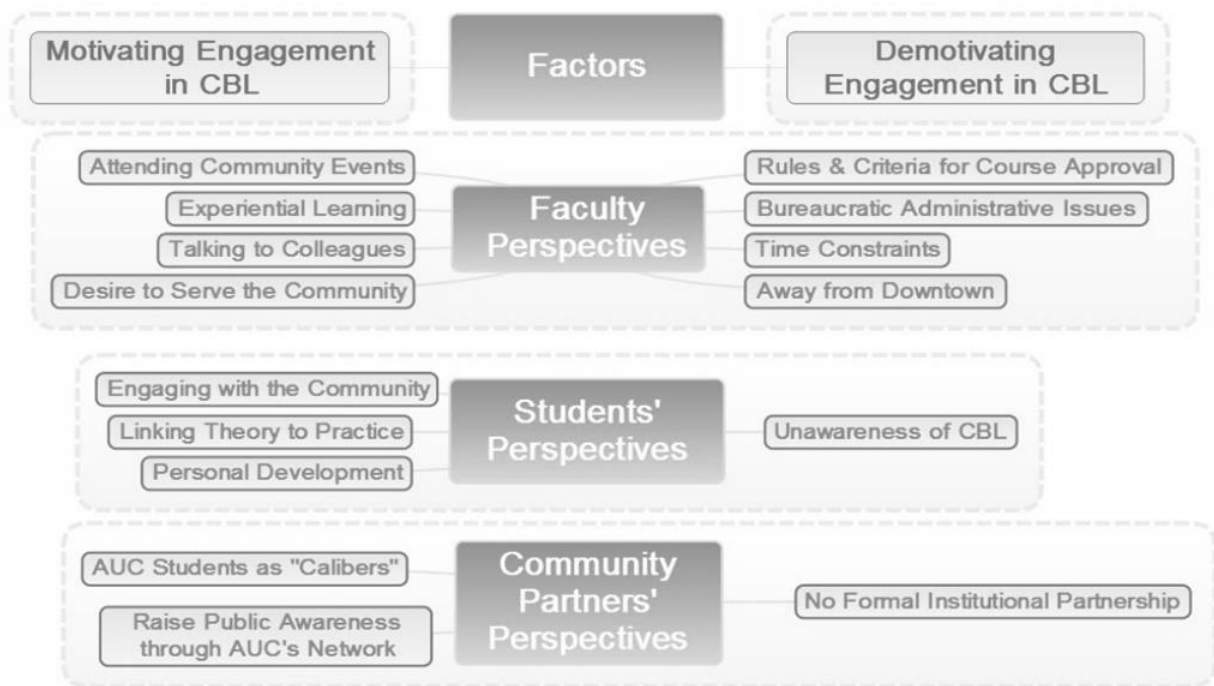 Motivating Engagement
in CBL
Factors
Demotivating
Engagement in CBL
Attending Community Events
Experiential Learning
Talking to Colleagues
Desire to Serve the Community
Faculty
Perspectives
Rules & Criteria for Course Approval
Bureaucratic Administrative Issues
Time Constraints
Away from Downtown
Engaging with the Community
Linking Theory to Practice
Personal Development
Students'
Perspectives
Unawareness of CBL
AUC Students as "Calibers"
Raise Public Awareness
through AUC's Network
Community
Partners'
Perspectives
No Formal Institutional Partnership